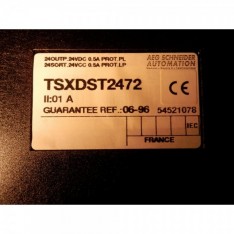 24OUTP.24VDC 0.5A PROT.PL
24SORT.24VCC 0.5A PROT.LP
AEG SCHNEIDER
AUTOMATION
TSXDST2472
II:01 A
CE
GUARANTEE REF.:06-96 54521078
H.C
FRANCE